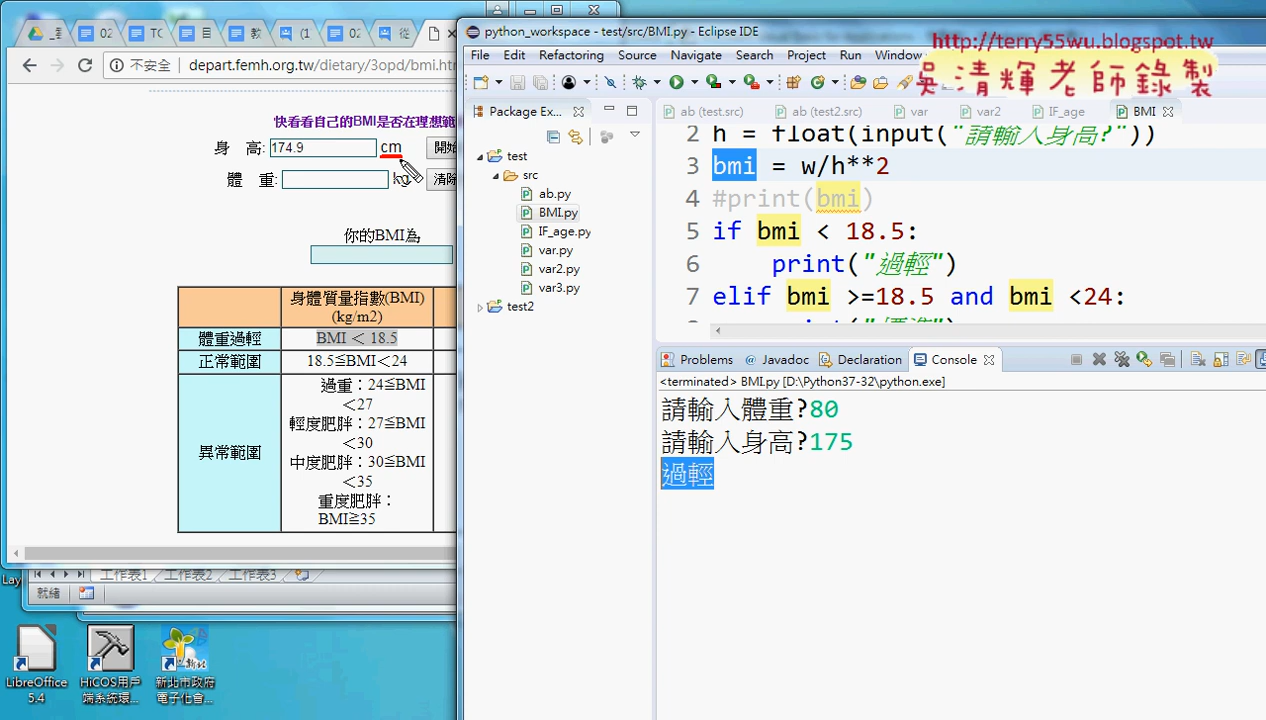 python_workspace - test/src/BMI.py - Eclipse IDE
http://terry55wu.blogspot.tw
吳清輝老師錄製
File Edit Refactoring Source Navigate Search Project Run Window
不安全 depart.femh.org.tw/dietary/3opd/bmi.htm
Package Ex...
ab (test.src) ab (test2.src) var var2 IF_age BMI
快看看自己的BMI是否在理想範
身 高: 174.9 cm 開始
體 重: kg 清除
你的BMI為
身體質量指數(BMI)
(kg/m2)
體重過輕 BMI < 18.5
正常範圍 18.5≦BMI<24
異常範圍
過重：24≦BMI
<27
輕度肥胖：27≦BMI
<30
中度肥胖：30≦BMI
<35
重度肥胖：
BMI≧35
test
src
ab.py
BMI.py
IF_age.py
var.py
var2.py
var3.py
test2
2 h = float(input("請輸入身高?"))
3 bmi = w/h**2
4 #print(bmi)
5 if bmi < 18.5:
6 print("過輕")
7 elif bmi >=18.5 and bmi <24:
Problems @ Javadoc Declaration Console
<terminated> BMI.py [D:\Python37-32\python.exe]
請輸入體重?80
請輸入身高?175
過輕
工作表1 工作表2 工作表3
就緒
LibreOffice
5.4
HiCOS用戶
端系統環...
新北市政府
電子化會...